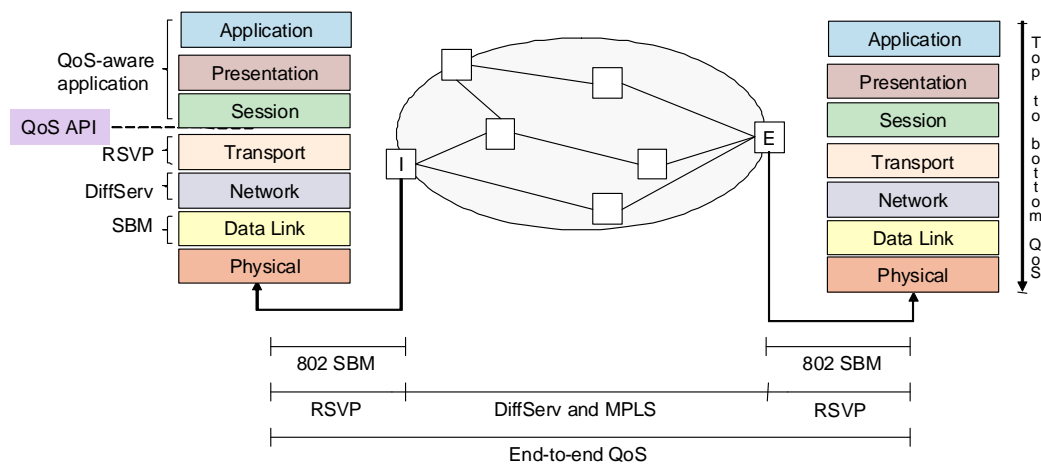 QoS-aware
application
QoS API
RSVP
DiffServ
SBM
Application
Presentation
Session
Transport
Network
Data Link
Physical
I
E
Application
Presentation
Session
Transport
Network
Data Link
Physical
Top to bottom QoS
802 SBM
802 SBM
RSVP
DiffServ and MPLS
RSVP
End-to-end QoS